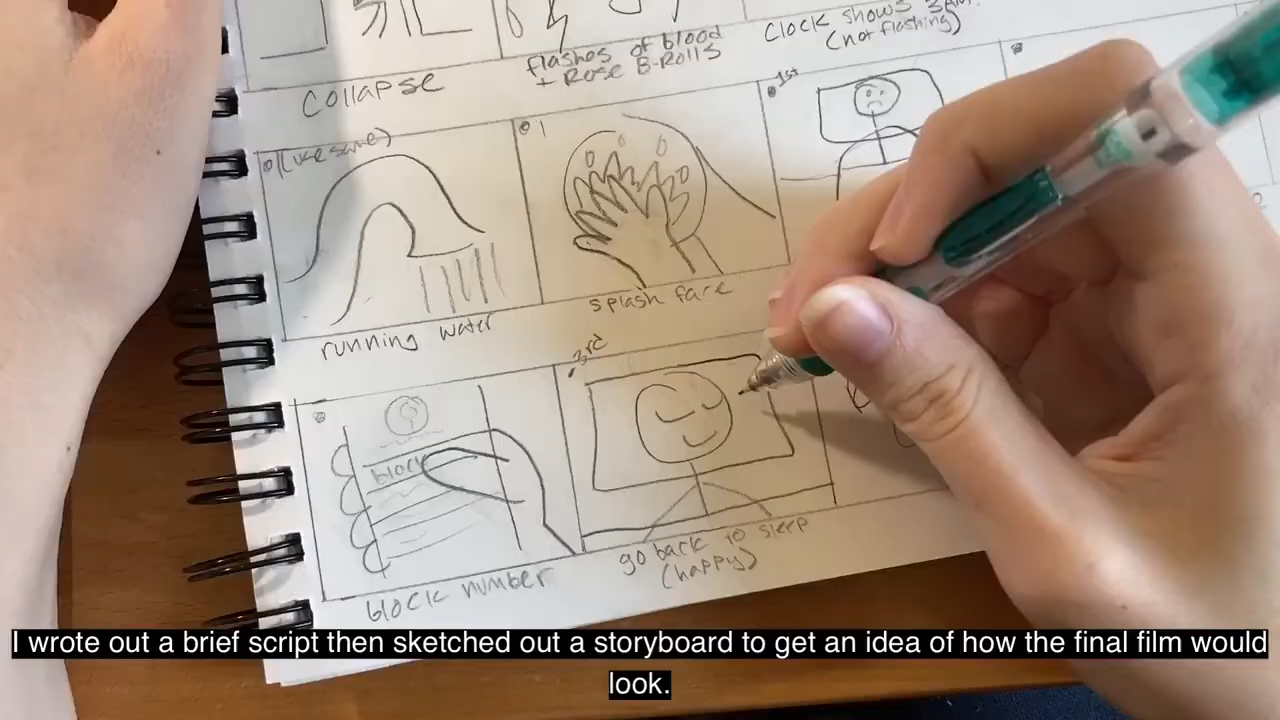 collapse
flashes of blood
+ Rose B-Rolls
Clock shows 3AM
(not flashing)
(use same)
1
1st
running water
splash face
block
3rd
block number
go back to sleep
(happy)
I wrote out a brief script then sketched out a storyboard to get an idea of how the final film would
look.